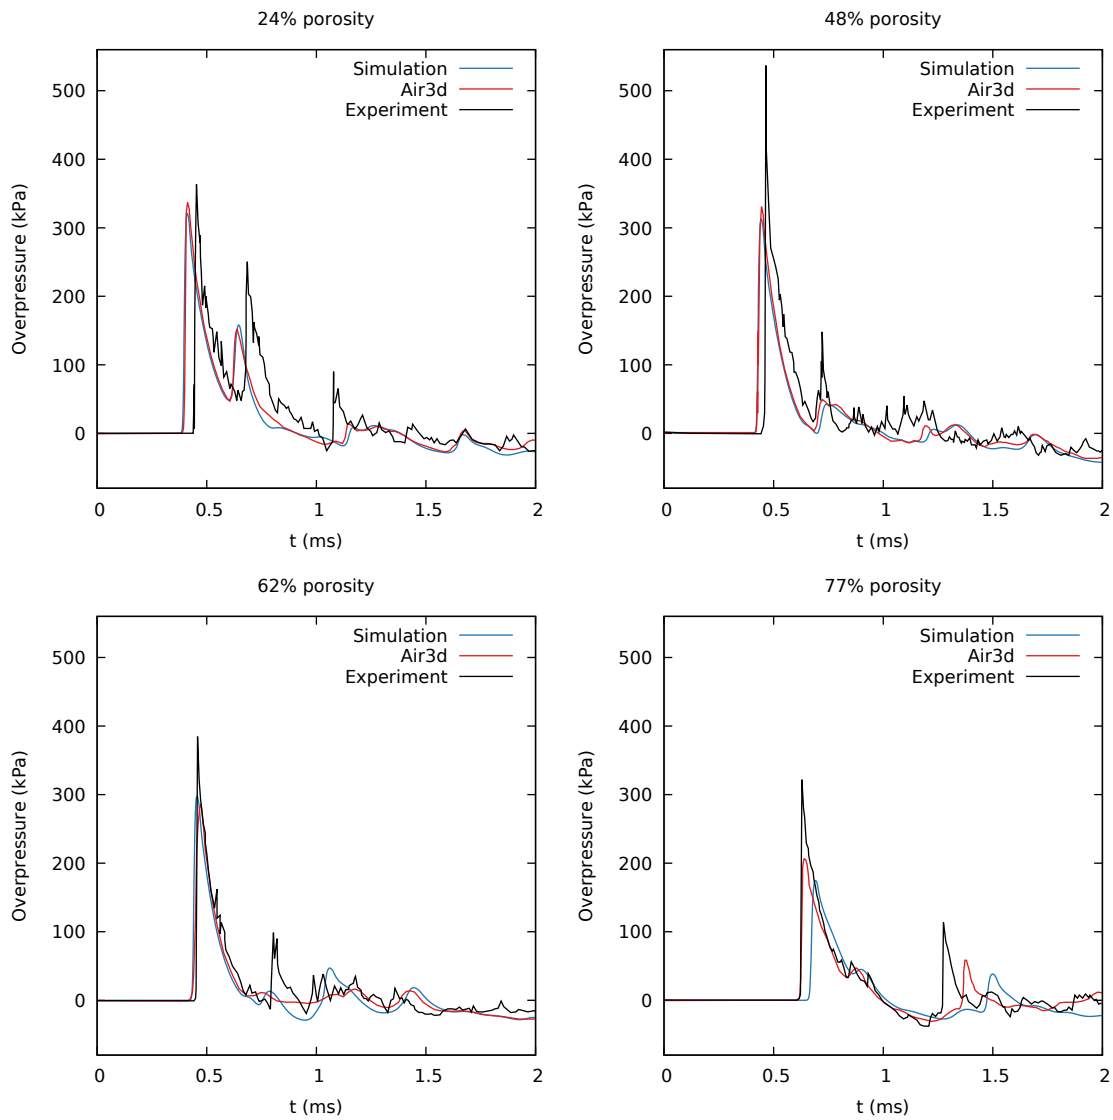 24% porosity
Overpressure (kPa)
500
400
300
200
100
0
Simulation
Air3d
Experiment
0 0.5 1 1.5 2
t (ms)
48% porosity
Overpressure (kPa)
500
400
300
200
100
0
Simulation
Air3d
Experiment
0 0.5 1 1.5 2
t (ms)
62% porosity
Overpressure (kPa)
500
400
300
200
100
0
Simulation
Air3d
Experiment
0 0.5 1 1.5 2
t (ms)
77% porosity
Overpressure (kPa)
500
400
300
200
100
0
Simulation
Air3d
Experiment
0 0.5 1 1.5 2
t (ms)